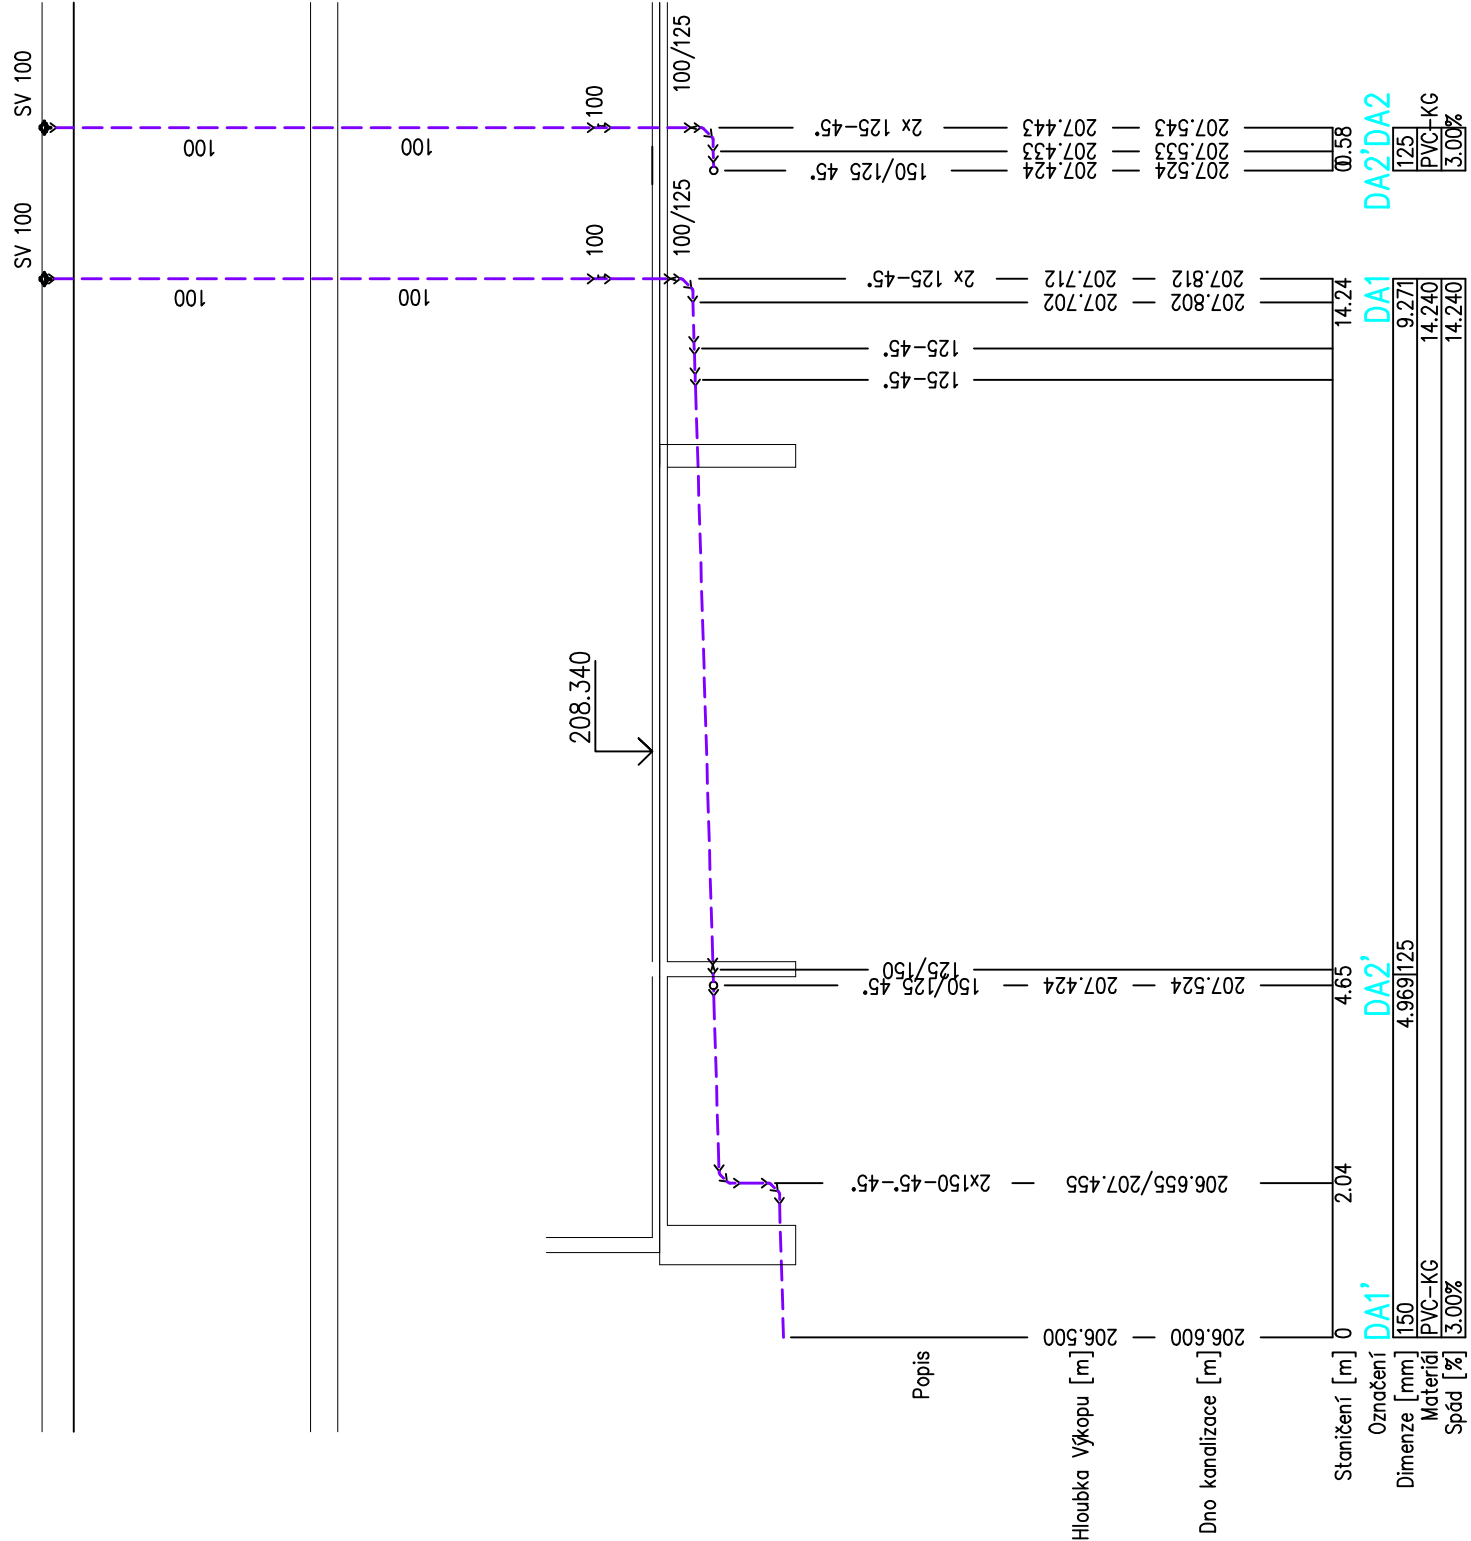 SV 100
SV 100
100
100
100
100
100
100
100/125
100/125
208.340
Popis
2x150-45°-45°
150/125 45°
125/150
125-45°
125-45°
2x 125-45°
150/125 45°
2x 125-45°
Hloubka Výkopu [m]
206.500
207.424
207.702
207.712
207.424
207.433
207.443
Dno kanalizace [m]
206.600
206.655/207.455
207.524
207.802
207.812
207.524
207.533
207.543
Staničení [m]
0
2.04
4.65
14.24
0
0.58
Označení
DA1'
DA2'
DA1
DA2'
DA2
Dimenze [mm]
150
4.969
125
9.271
125
Materiál
PVC-KG
14.240
PVC-KG
Spád [%]
3.00%
14.240
3.00%